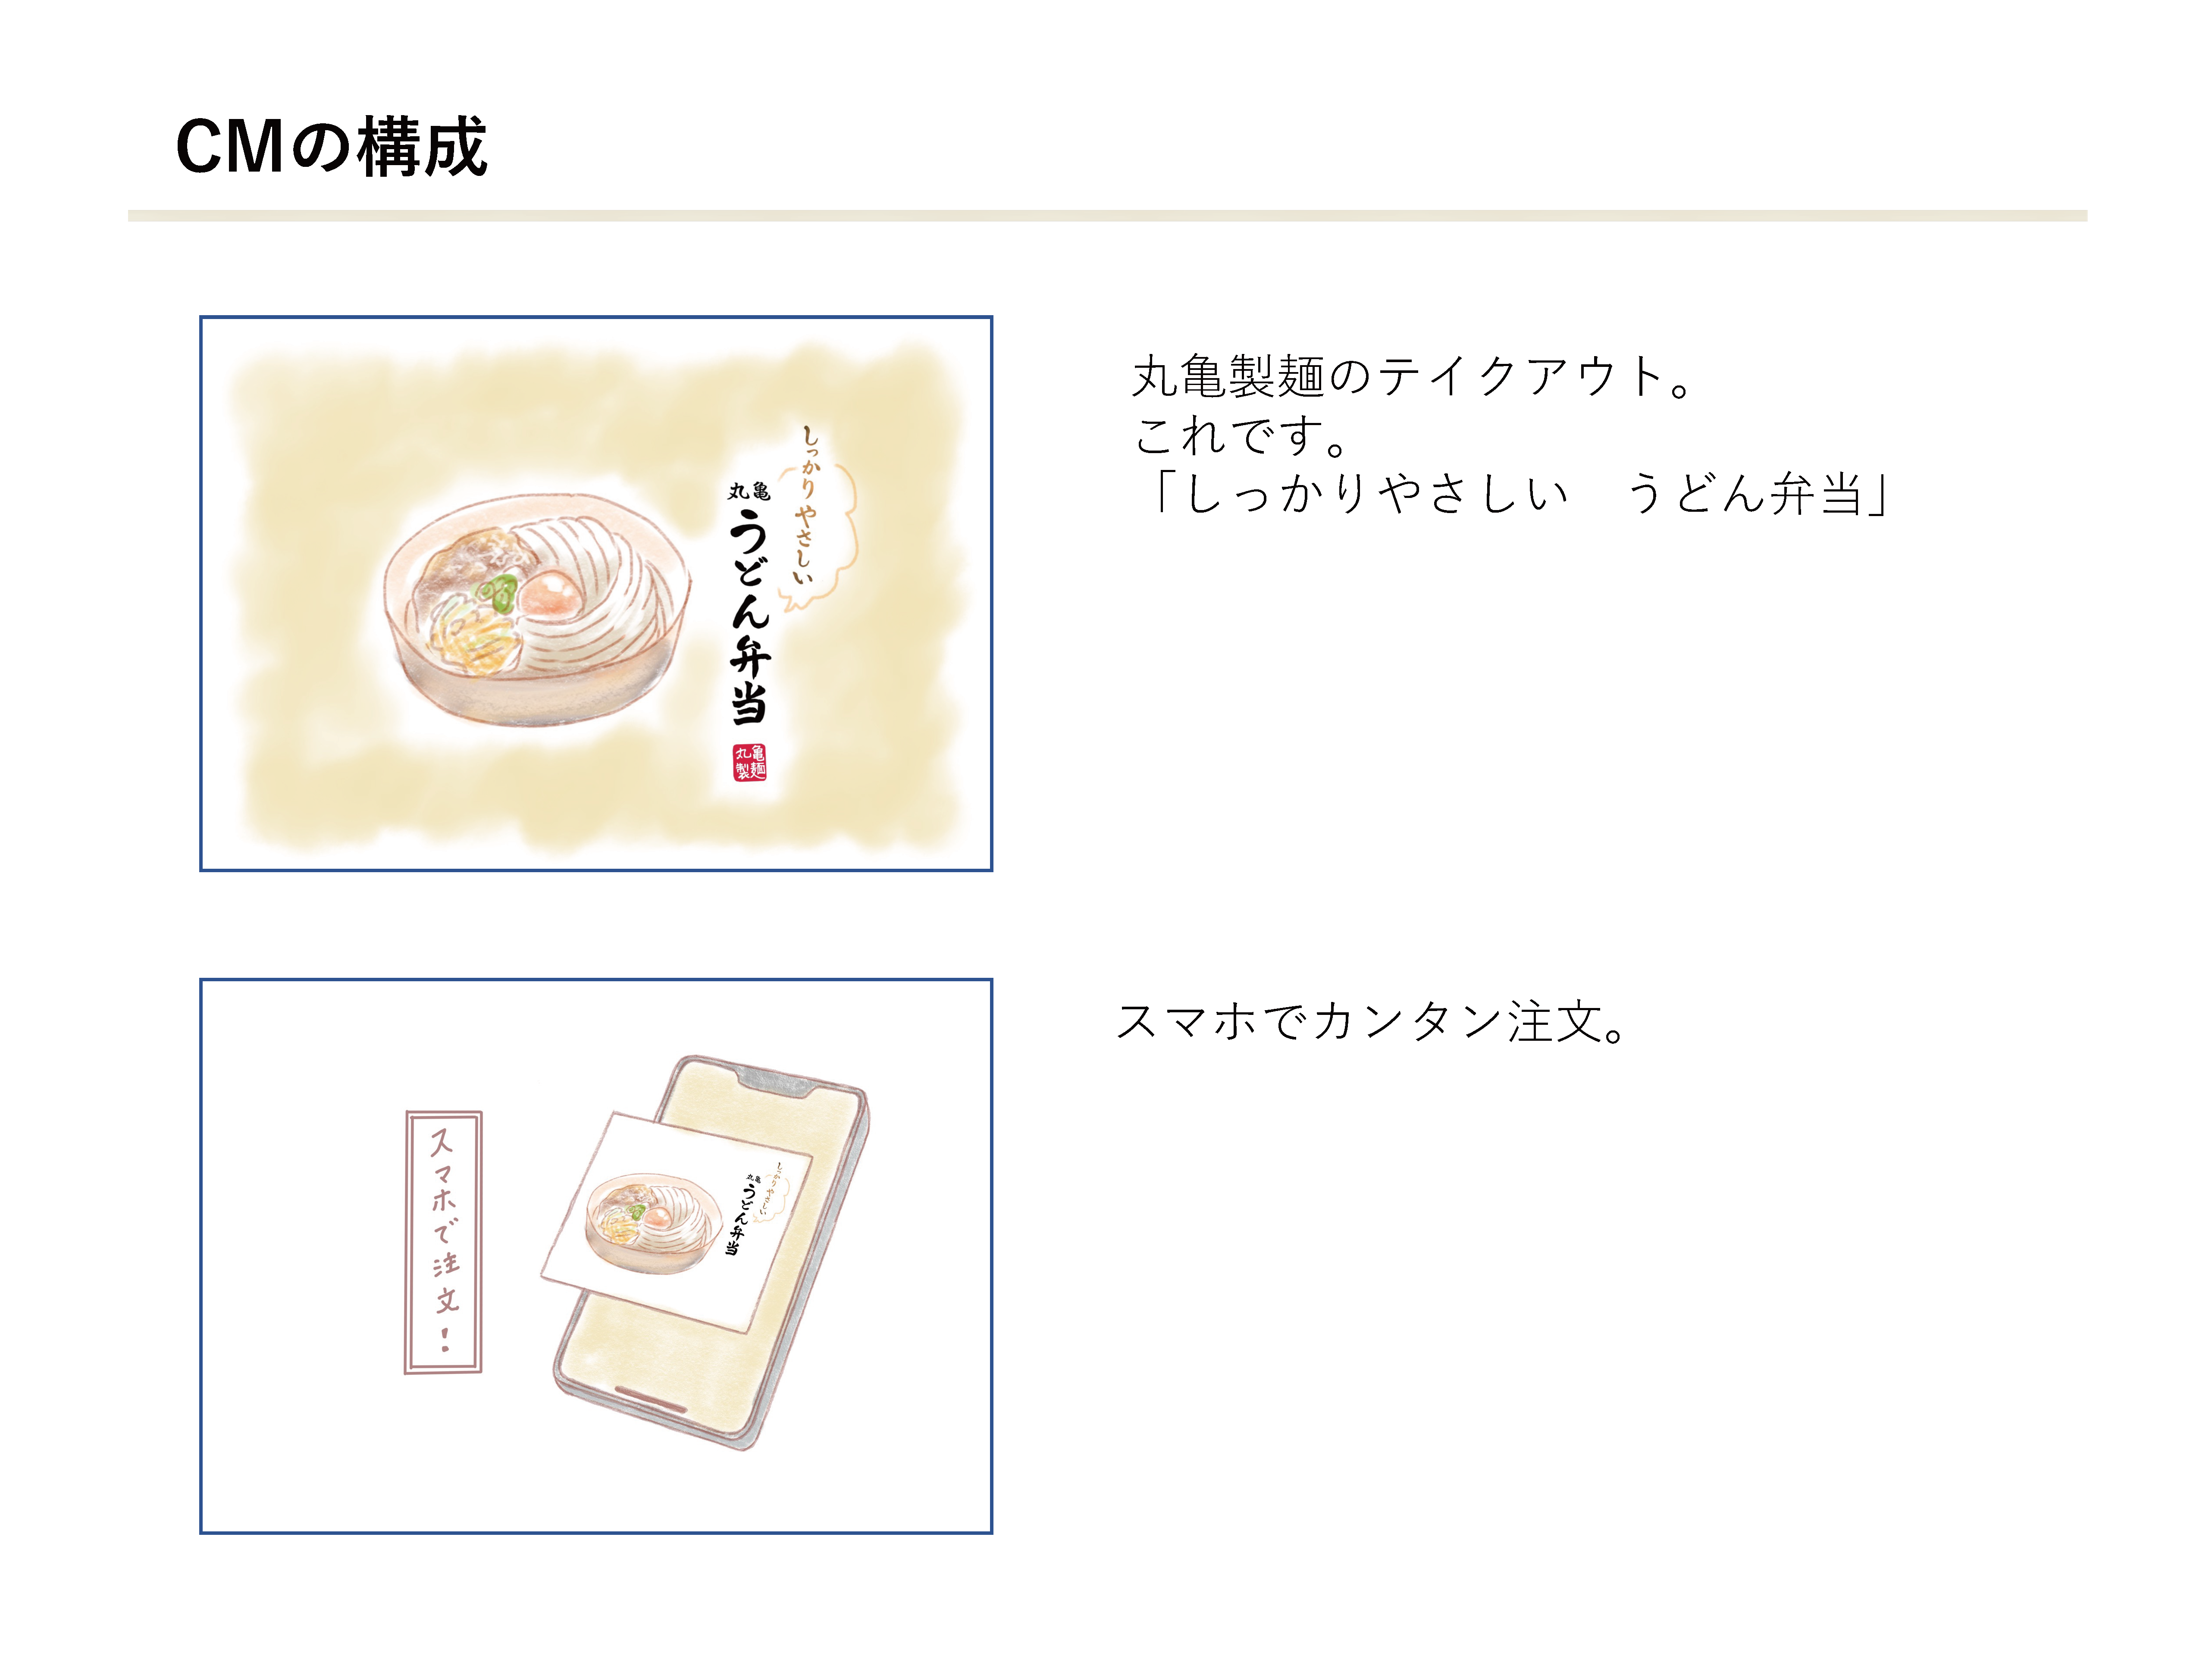 CMの構成
しっかりやさしい
丸亀
うどん弁当
丸亀
製麺
丸亀製麺のテイクアウト。
これです。
「しっかりやさしい　うどん弁当」
スマホで注文!
しっかりやさしい
丸亀
うどん弁当
スマホでカンタン注文。